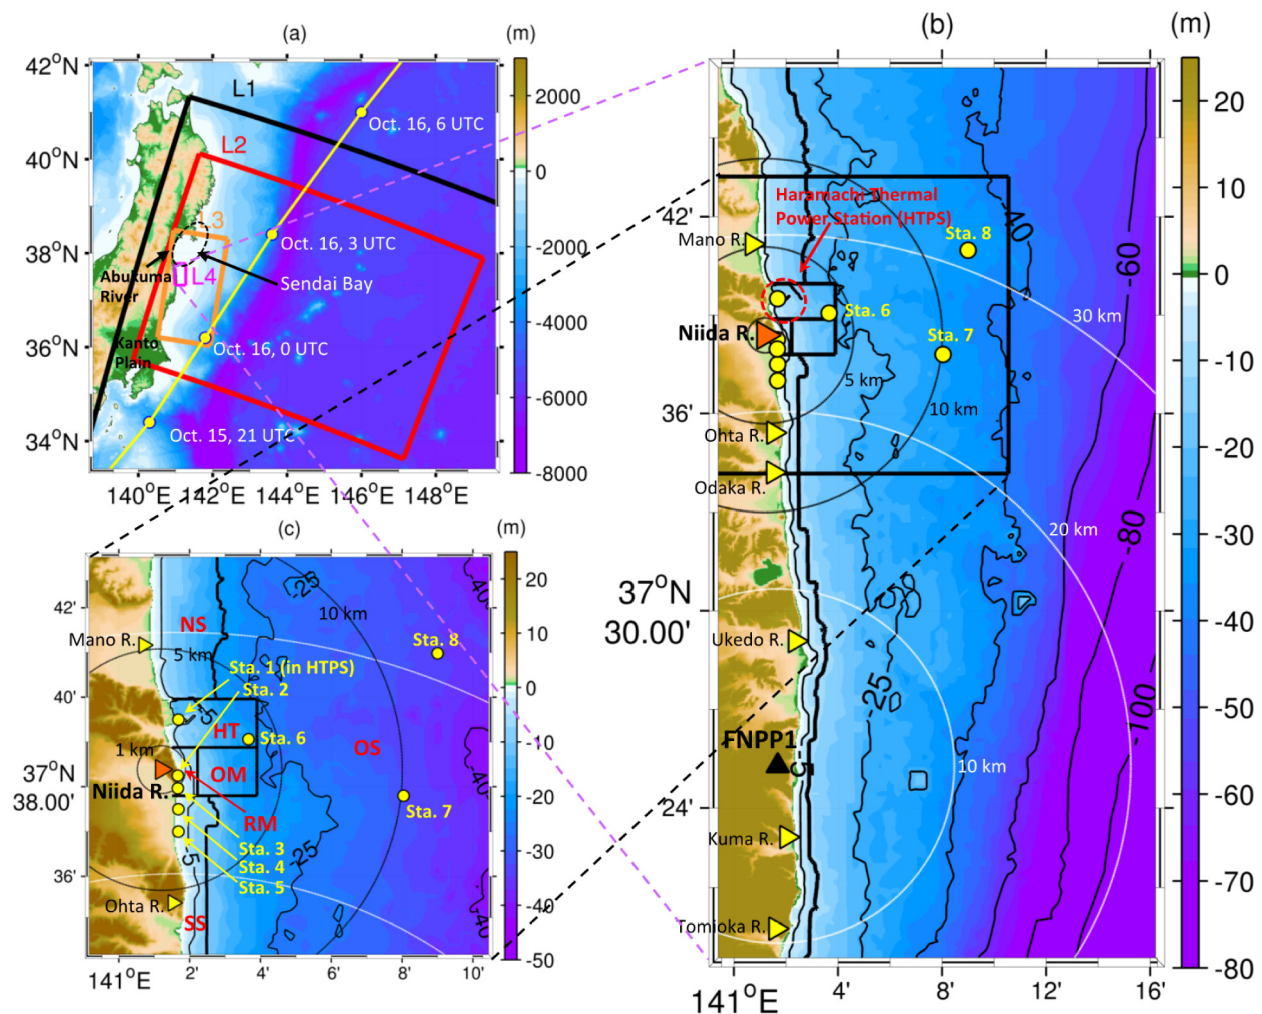 (a)
(m)
42°N
40°N
38°N
36°N
34°N
140°E
142°E
144°E
146°E
148°E
L1
L2
L3
L4
Oct. 16, 6 UTC
Oct. 16, 3 UTC
Oct. 16, 0 UTC
Oct. 15, 21 UTC
Abukuma
River
Sendai Bay
Kanto
Plain
2000
0
-2000
-4000
-6000
-8000
(b)
(m)
42'
36'
37°N
30.00'
24'
141°E
4'
8'
12'
16'
Haramachi Thermal
Power Station (HTPS)
Mano R.
Niida R.
Ohta R.
Odaka R.
Ukedo R.
FNPP1
Kuma R.
Tomioka R.
Sta. 8
Sta. 6
Sta. 7
5 km
10 km
30 km
20 km
10 km
-40
-60
-80
-100
-25
-5
20
10
0
-10
-20
-30
-40
-50
-60
-70
-80
(c)
(m)
42'
40'
37°N
38.00'
36'
141°E
2'
4'
6'
8'
10'
Mano R.
Niida R.
Ohta R.
NS
HT
OM
RM
OS
SS
Sta. 1 (in HTPS)
Sta. 2
Sta. 6
Sta. 8
Sta. 7
Sta. 3
Sta. 4
Sta. 5
1 km
5 km
10 km
-25
-40
-5
-25
-5
-40
20
10
0
-10
-20
-30
-40
-50